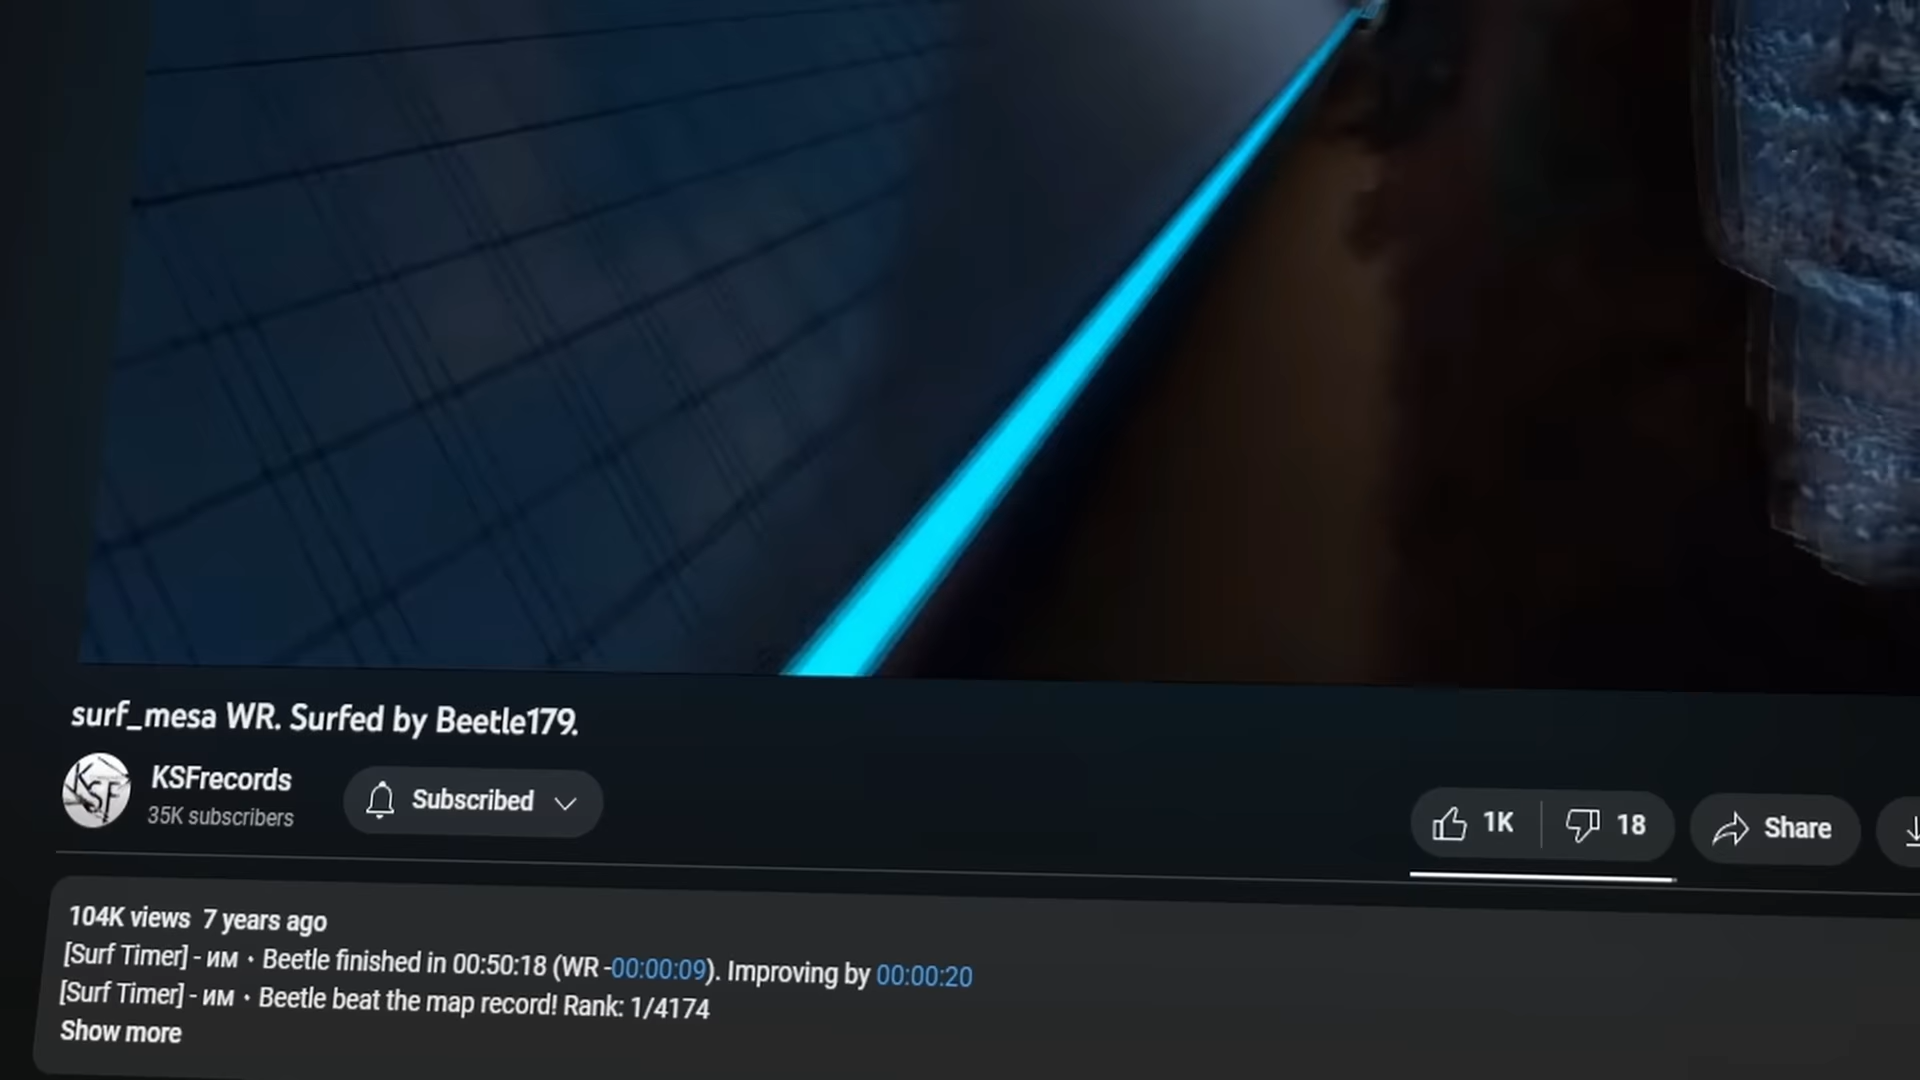 surf_mesa WR. Surfed by Beetle179.
KSF
KSFrecords
35K subscribers
Subscribed
1K
18
Share
104K views 7 years ago
[Surf Timer] - им • Beetle finished in 00:50:18 (WR -00:00:09). Improving by 00:00:20
[Surf Timer] - им • Beetle beat the map record! Rank: 1/4174
Show more